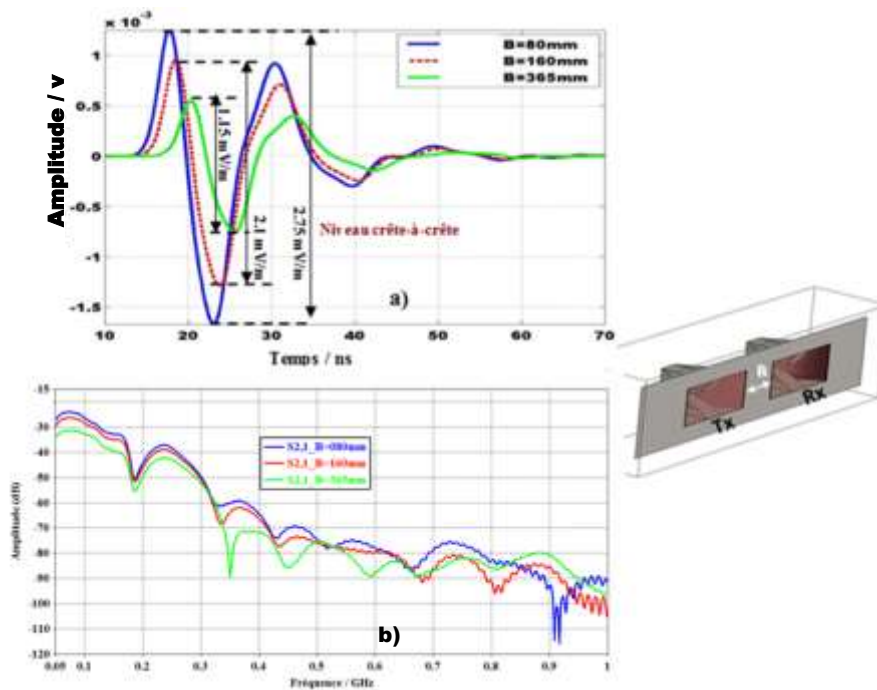 × 10⁻³
Amplitude / v
1
0.5
0
-0.5
-1
-1.5
B=80mm
B=160mm
B=365mm
1.15 mV/m
2.1 mV/m
2.75 mV/m
Niveau crête-à-crête
a)
10 20 30 40 50 60 70
Temps / ns
B
Tx
Rx
-15
-30
-40
-50
-60
-70
-80
-90
-100
-110
-120
Amplitude (dB)
S2,1_B=080mm
S2,1_B=160mm
S2,1_B=365mm
b)
0.05 0.1 0.2 0.3 0.4 0.5 0.6 0.7 0.8 0.9 1
Fréquence / GHz